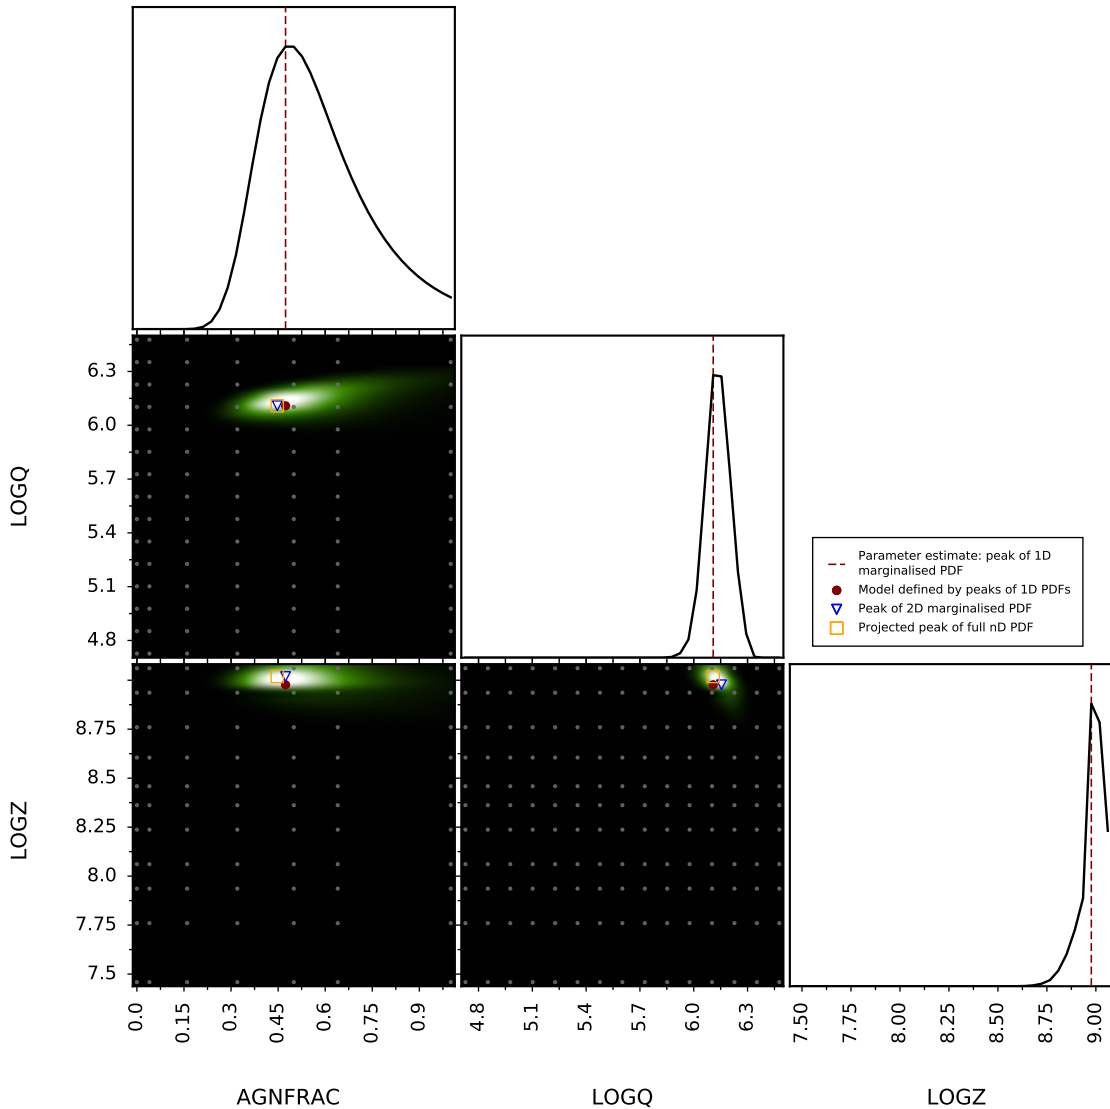 6.3
6.0
5.7
5.4
5.1
4.8
LOGQ
Parameter estimate: peak of 1D
marginalised PDF
Model defined by peaks of 1D PDFs
Peak of 2D marginalised PDF
Projected peak of full nD PDF
8.75
8.5
8.25
8.0
7.75
7.5
LOGZ
0.0 0.15 0.3 0.45 0.6 0.75 0.9
4.8 5.1 5.4 5.7 6.0 6.3
7.50 7.75 8.00 8.25 8.50 8.75 9.00
AGNFRAC
LOGQ
LOGZ